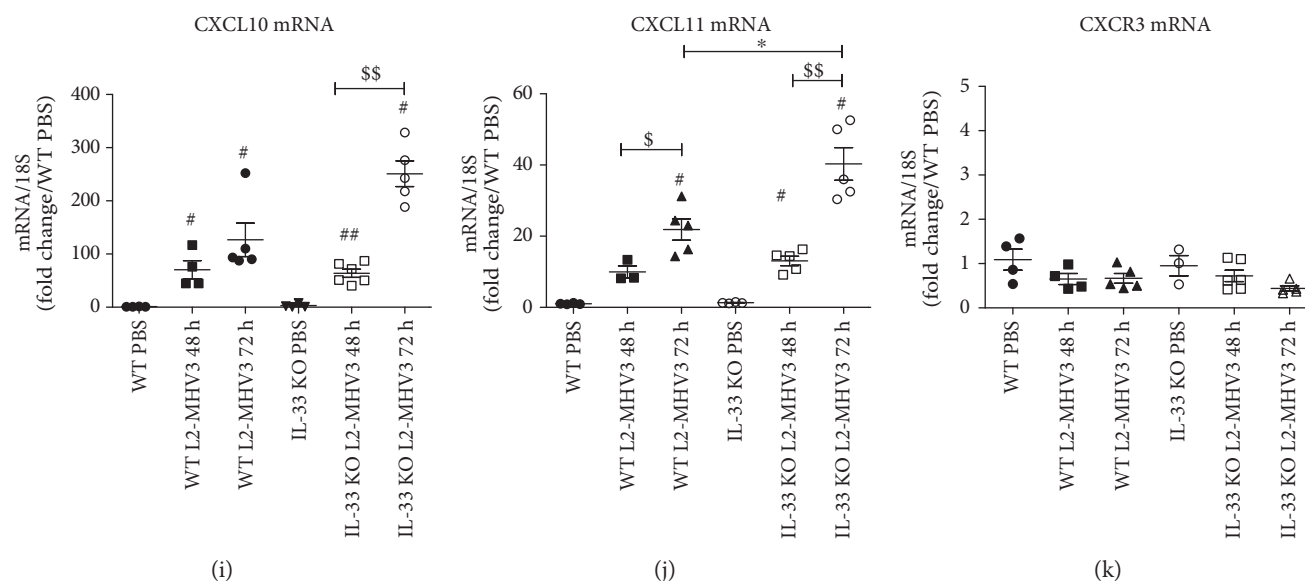 CXCL10 mRNA
mRNA/18S
(fold change/WT PBS)
400
300
200
100
0
#
#
##
$$
#
WT PBS
WT L2-MHV3 48 h
WT L2-MHV3 72 h
IL-33 KO PBS
IL-33 KO L2-MHV3 48 h
IL-33 KO L2-MHV3 72 h
(i)
CXCL11 mRNA
mRNA/18S
(fold change/WT PBS)
60
40
20
0
*
$$
#
$
#
#
WT PBS
WT L2-MHV3 48 h
WT L2-MHV3 72 h
IL-33 KO PBS
IL-33 KO L2-MHV3 48 h
IL-33 KO L2-MHV3 72 h
(j)
CXCR3 mRNA
mRNA/18S
(fold change/WT PBS)
5
4
3
2
1
0
WT PBS
WT L2-MHV3 48 h
WT L2-MHV3 72 h
IL-33 KO PBS
IL-33 KO L2-MHV3 48 h
IL-33 KO L2-MHV3 72 h
(k)